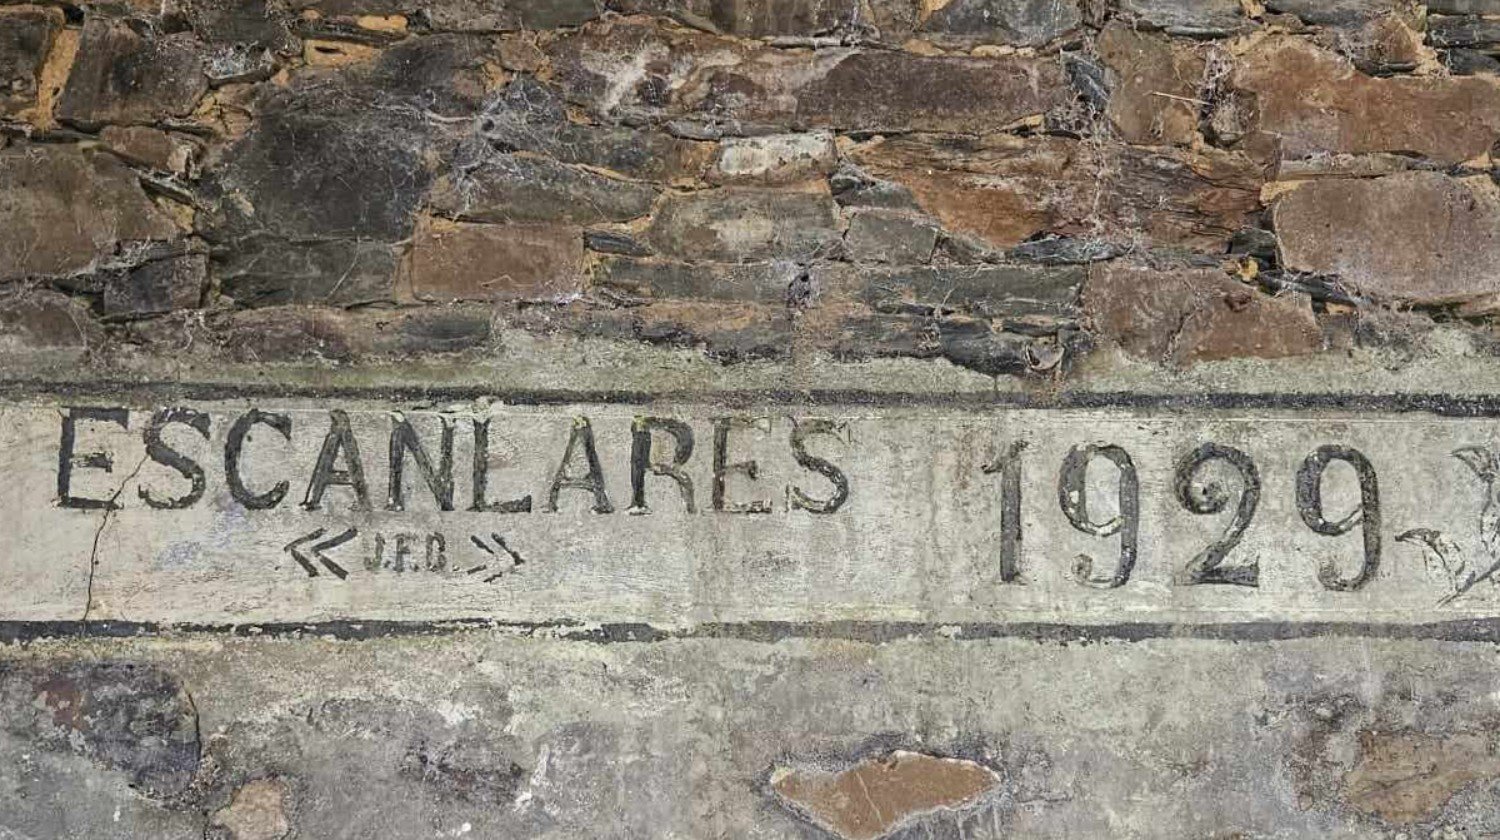 ESCANLARES 1929
« J.F.O. »